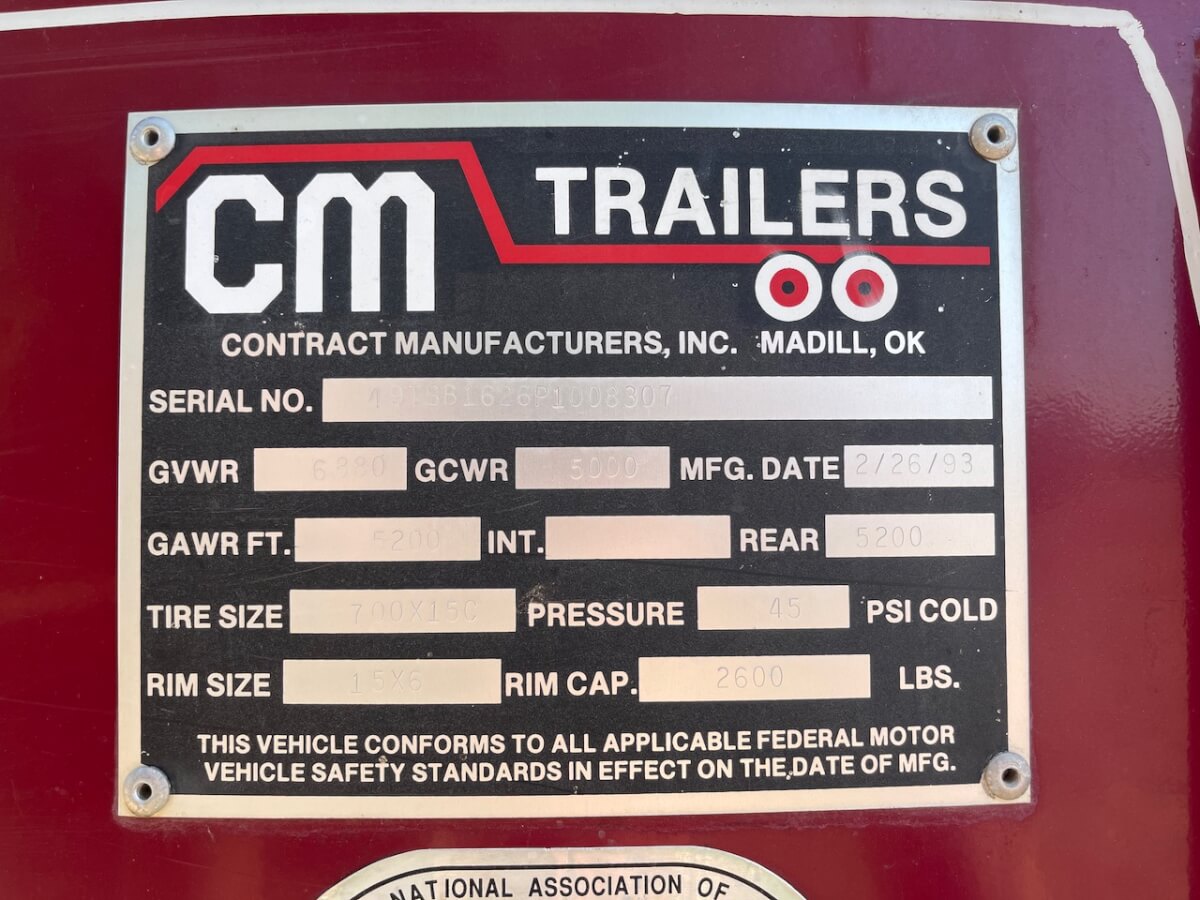 CM TRAILERS
CONTRACT MANUFACTURERS, INC. MADILL, OK
SERIAL NO. 49TSB1626P1008307
GVWR 6880 GCWR 5000 MFG. DATE 2/26/93
GAWR FT. 5200 INT. REAR 5200
TIRE SIZE 700X15C PRESSURE 45 PSI COLD
RIM SIZE 15X6 RIM CAP. 2600 LBS.
THIS VEHICLE CONFORMS TO ALL APPLICABLE FEDERAL MOTOR
VEHICLE SAFETY STANDARDS IN EFFECT ON THE DATE OF MFG.
NATIONAL ASSOCIATION OF